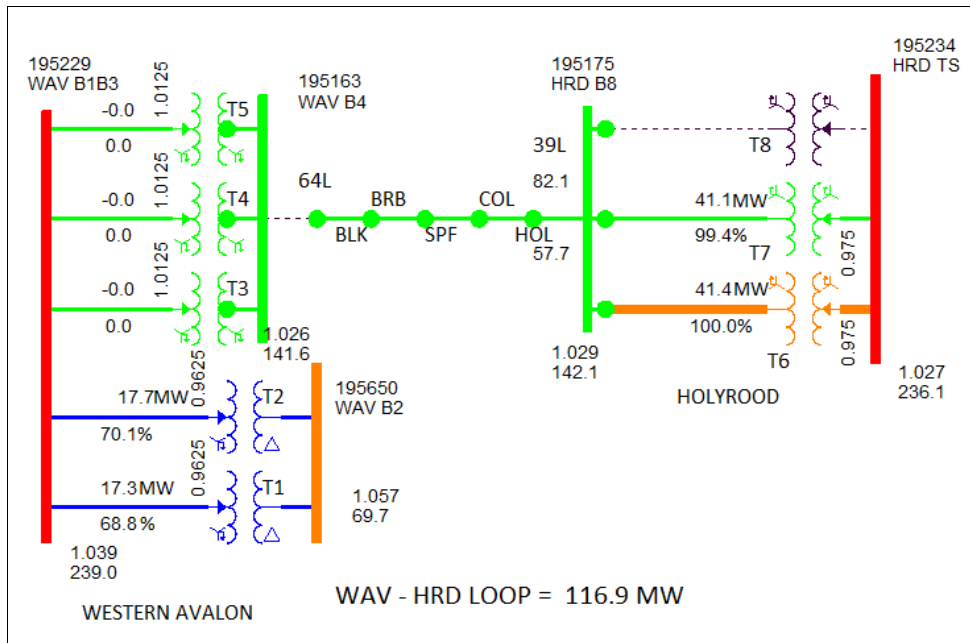 195229
WAV B1B3
-0.0
0.0
1.0125
T5
195163
WAV B4
-0.0
0.0
1.0125
T4
-0.0
0.0
1.0125
T3
1.026
141.6
64L
BRB
COL
BLK
SPF
HOL
195175
HRD B8
39L
82.1
57.7
1.029
142.1
195234
HRD TS
T8
41.1MW
99.4%
T7
0.975
41.4MW
100.0%
T6
0.975
1.027
236.1
HOLYROOD
17.7MW
70.1%
0.9625
T2
195650
WAV B2
17.3MW
68.8%
0.9625
T1
1.057
69.7
1.039
239.0
WESTERN AVALON
WAV - HRD LOOP = 116.9 MW